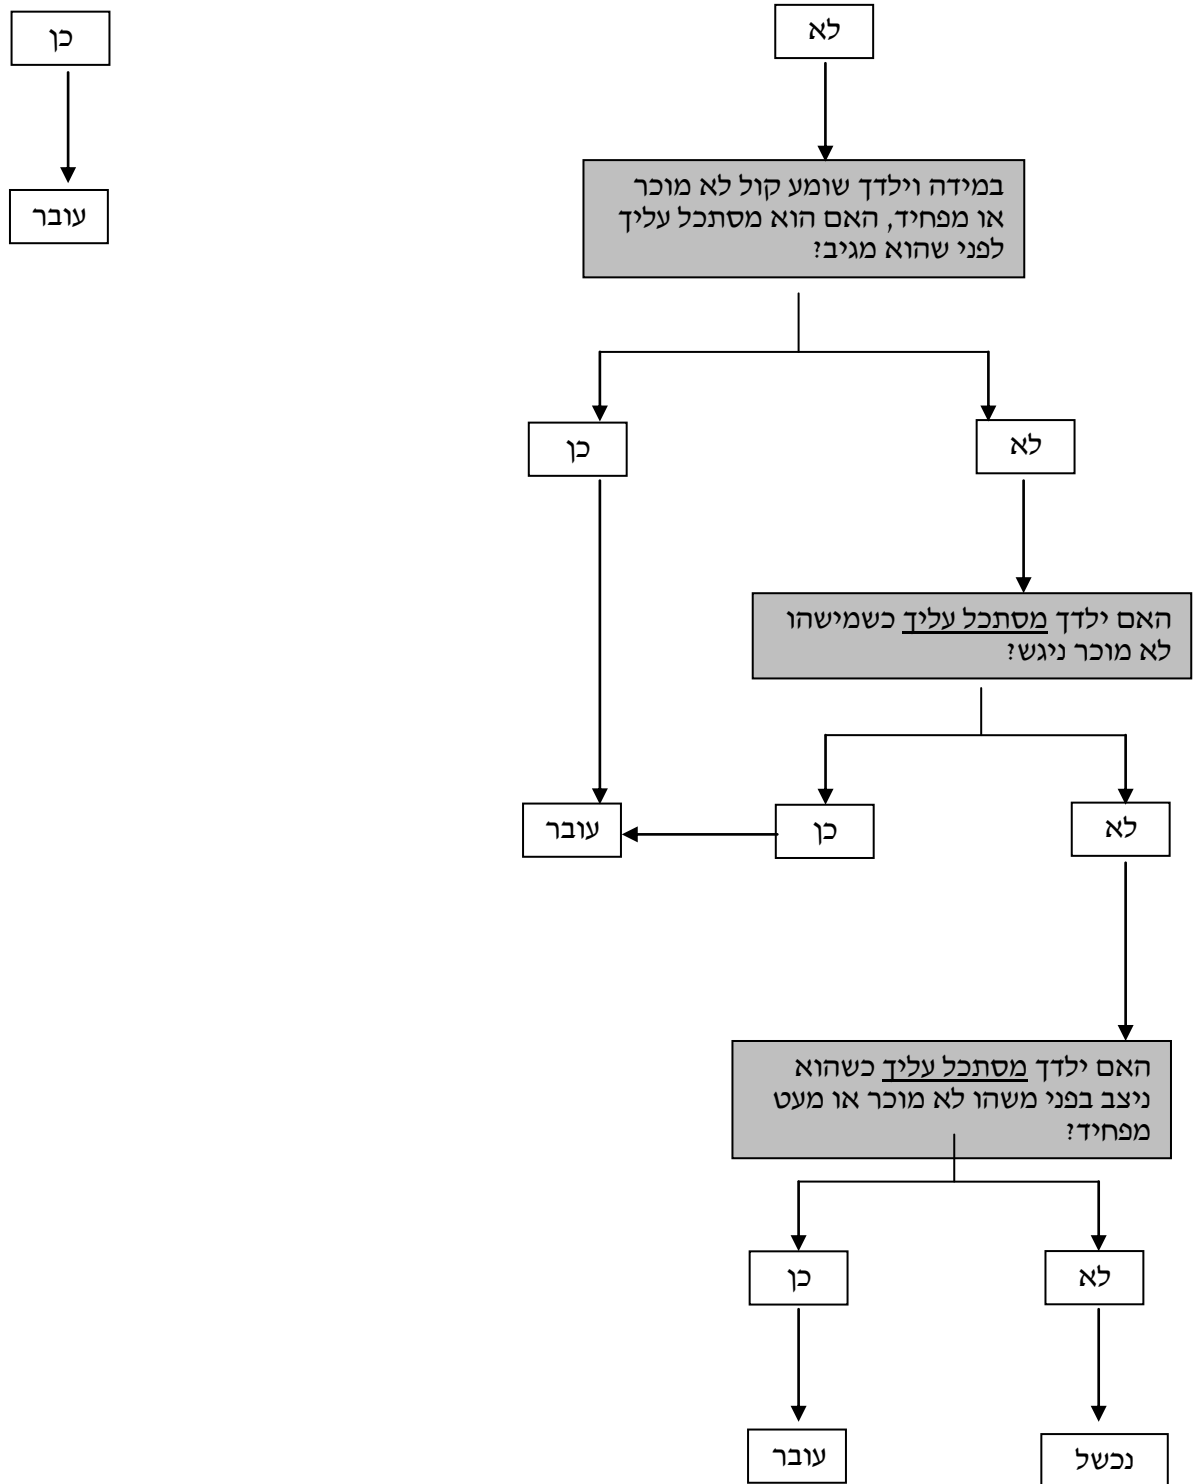 לא
כן
עובר
במידה וילדך שומע קול לא מוכר
או מפחיד, האם הוא מסתכל עליך
לפני שהוא מגיב?
לא
כן
האם ילדך מסתכל עליך כשמישהו
לא מוכר ניגש?
לא
כן
עובר
האם ילדך מסתכל עליך כשהוא
ניצב בפני משהו לא מוכר או מעט
מפחיד?
לא
כן
נכשל
עובר